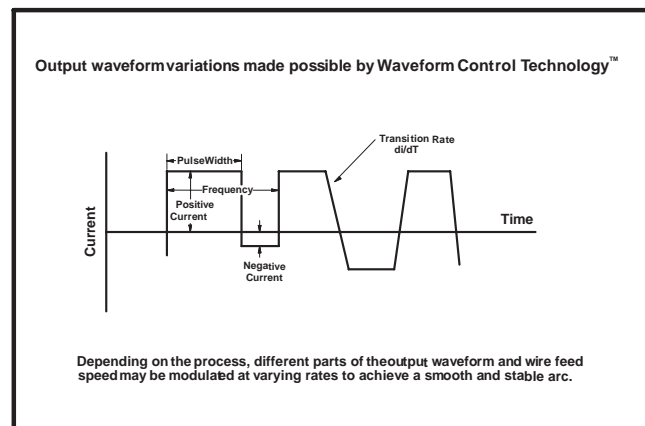 Output waveform variations made possible by Waveform Control Technology™
Transition Rate
di/dT
PulseWidth
Frequency
Positive
Current
Time
Current
Negative
Current
Depending on the process, different parts of theoutput waveform and wire feed
speed may be modulated at varying rates to achieve a smooth and stable arc.